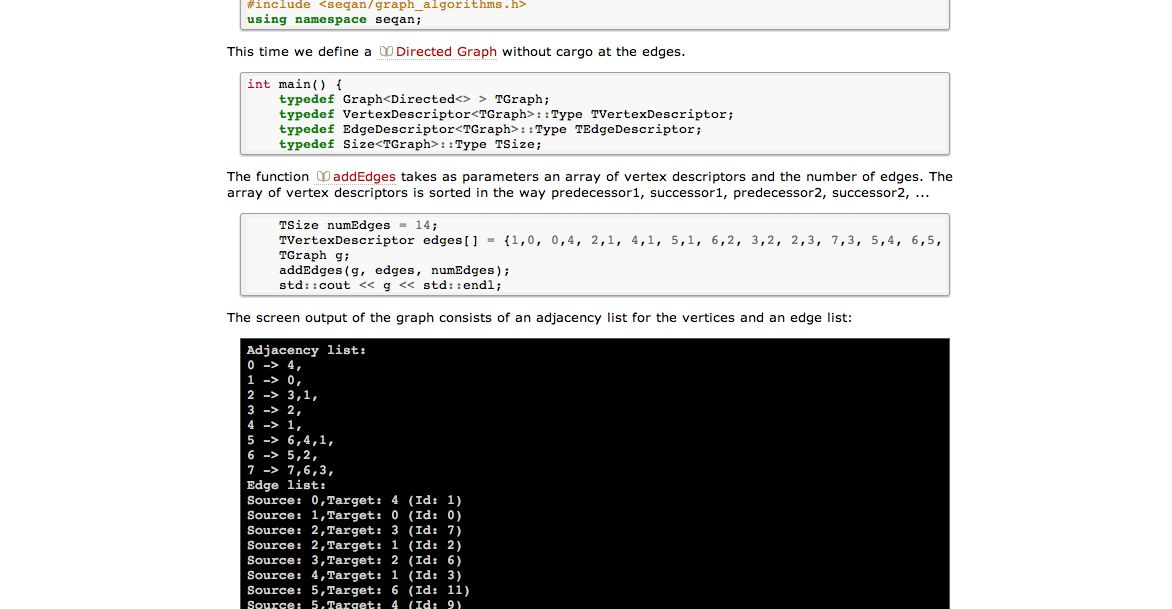 #include <seqan/graph_algorithms.h>
using namespace seqan;
This time we define a Directed Graph without cargo at the edges.
int main() {
    typedef Graph<Directed<> > TGraph;
    typedef VertexDescriptor<TGraph>::Type TVertexDescriptor;
    typedef EdgeDescriptor<TGraph>::Type TEdgeDescriptor;
    typedef Size<TGraph>::Type TSize;
The function addEdges takes as parameters an array of vertex descriptors and the number of edges. The
array of vertex descriptors is sorted in the way predecessor1, successor1, predecessor2, successor2, ...
    TSize numEdges = 14;
    TVertexDescriptor edges[] = {1,0, 0,4, 2,1, 4,1, 5,1, 6,2, 3,2, 2,3, 7,3, 5,4, 6,5,
    TGraph g;
    addEdges(g, edges, numEdges);
    std::cout << g << std::endl;
The screen output of the graph consists of an adjacency list for the vertices and an edge list:
Adjacency list:
0 -> 4,
1 -> 0,
2 -> 3,1,
3 -> 2,
4 -> 1,
5 -> 6,4,1,
6 -> 5,2,
7 -> 7,6,3,
Edge list:
Source: 0,Target: 4 (Id: 1)
Source: 1,Target: 0 (Id: 0)
Source: 2,Target: 3 (Id: 7)
Source: 2,Target: 1 (Id: 2)
Source: 3,Target: 2 (Id: 6)
Source: 4,Target: 1 (Id: 3)
Source: 5,Target: 6 (Id: 11)
Source: 5,Target: 4 (Id: 9)